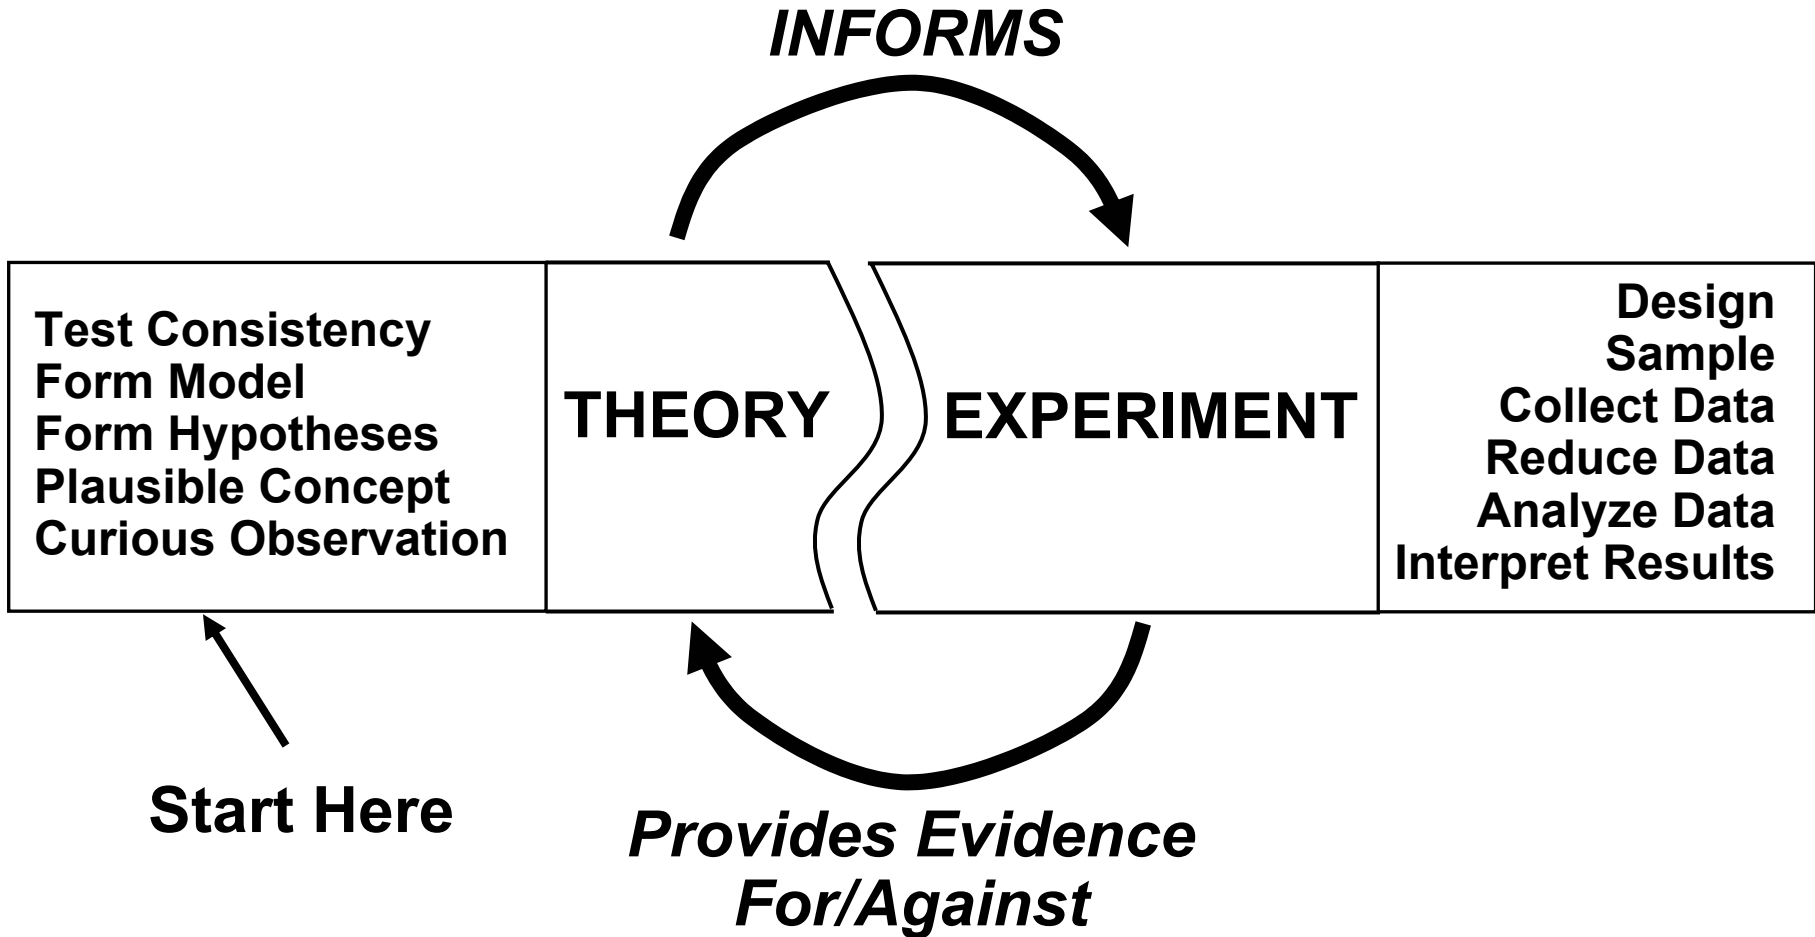 INFORMS
Test Consistency
Form Model
Form Hypotheses
Plausible Concept
Curious Observation
THEORY
EXPERIMENT
Design
Sample
Collect Data
Reduce Data
Analyze Data
Interpret Results
Start Here
Provides Evidence
For/Against